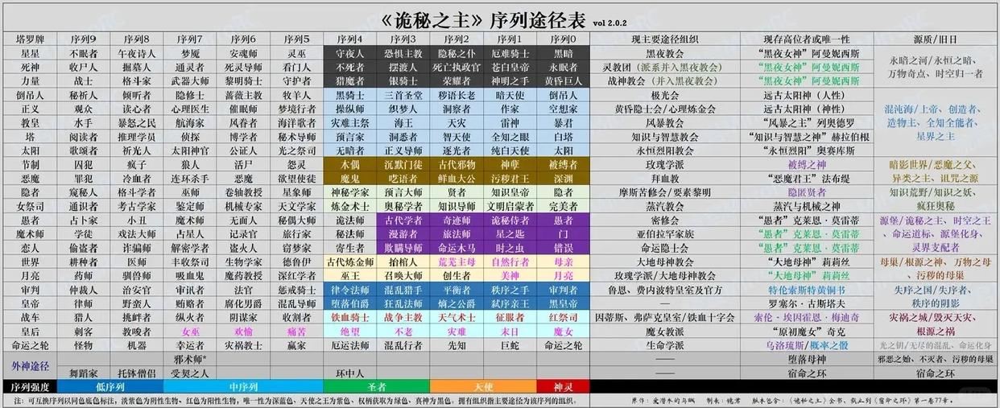 《诡秘之主》序列途径表 vol 2.0.2
塔罗牌 序列9 序列8 序列7 序列6 序列5 序列4 序列3 序列2 序列1 序列0 现主要途径组织 现存高位者或唯一性 源质/旧日
星星 不眠者 午夜诗人 梦魇 安魂师 灵巫 守夜人 恐惧主教 隐秘之仆 厄难骑士 黑暗 黑夜教会 “黑夜女神”阿曼妮西斯
死神 收尸人 掘墓人 通灵者 死灵导师 看门人 不死者 摆渡人 死亡执政官 苍白皇帝 永眠者 灵教团(派系并入黑夜教会) “黑夜女神”阿曼妮西斯
力量 战士 格斗家 武器大师 黎明骑士 守护者 猎魔者 银骑士 荣耀者 神明之手 黄昏巨人 战神教会(并入黑夜教会) “黑夜女神”阿曼妮西斯
永暗之河/永恒之暗、
万物奇点、时空归一者
倒吊人 秘祈人 倾听者 隐修士 蔷薇主教 牧羊人 黑骑士 三首圣堂 秽语长老 暗天使 倒吊人 极光会 远古太阳神(人性)
正义 观众 读心者 心理医生 催眠师 梦境行者 操纵师 织梦人 洞察者 作家 空想家 黄昏隐士会/心理炼金会 远古太阳神(神性)
教皇 水手 暴怒之民 航海家 风眷者 海洋歌者 灾难主祭 海王 天灾 雷神 暴君 风暴教会 “风暴之主”列奥德罗
塔 阅读者 推理学员 侦探 博学者 秘术导师 预言家 洞悉者 智天使 全知之眼 白塔 知识与智慧教会 “知识与智慧之神”赫拉伯根
太阳 歌颂者 祈光人 太阳神官 公证人 光之祭司 无暗者 正义导师 逐光者 纯白天使 太阳 永恒烈阳教会 “永恒烈阳”奥赛库斯
混沌海/上帝、创造者、
造物主、全知全能者、
星界之主
节制 囚犯 疯子 狼人 活尸 怨灵 木偶 沉默门徒 古代邪物 神孽 被缚者 玫瑰学派 被缚之神
恶魔 罪犯 冷血者 连环杀手 恶魔 欲望使徒 魔鬼 呓语者 鲜血大公 污秽君王 深渊 拜血教 “恶魔君王”法布缇
暗影世界/恶魔之父、
异类之主、诅咒之源
隐者 窥秘人 格斗学者 巫师 卷轴教授 星象师 神秘学家 预言大师 贤者 知识皇帝 隐者 摩斯苦修会/要素黎明 隐匿贤者
女祭司 通识者 考古学家 鉴定师 机械专家 天文学家 炼金术士 奥秘学者 知识导师 文明启蒙者 完美者 蒸汽教会 蒸汽与机械之神
知识荒野/知识之妖、
疯狂奥秘
愚者 占卜家 小丑 魔术师 无面人 秘偶大师 诡法师 古代学者 奇迹师 诡秘侍者 愚者 密修会 “愚者”克莱恩·莫雷蒂
魔术师 学徒 戏法大师 占星人 记录官 旅行家 秘法师 漫游者 旅法师 星之匙 门 亚伯拉罕家族 “愚者”克莱恩·莫雷蒂
恋人 偷盗者 诈骗师 解密学者 盗火人 窃梦家 寄生者 欺瞒导师 命运木马 时之虫 错误 命运隐士会 “愚者”克莱恩·莫雷蒂
源堡/诡秘之主、时空之王
、命运道标、源堡化身、
灵界支配者
世界 耕种者 医师 丰收祭司 生物学家 德鲁伊 古代炼金师 抬棺人 荒芜主母 自然行者 母亲 大地母神教会 “大地母神”莉莉丝
月亮 药师 驯兽师 吸血鬼 魔药教授 深红学者 巫王 召唤大师 创生者 美神 月亮 玫瑰学派/大地母神教会 “大地母神”莉莉丝
母巢/根源之神、万物之母
、污秽的母巢
审判 仲裁人 治安官 审讯者 法官 惩戒骑士 律令法师 混乱猎手 平衡者 秩序之手 审判者 鲁恩、费内波特皇室及官方 特伦索斯特黄铜书
皇帝 律师 野蛮人 贿赂者 腐化男爵 混乱导师 堕落伯爵 狂乱法师 熵之公爵 弑序亲王 黑皇帝 — 罗塞尔·古斯塔夫
失序之国/失序者、
秩序的阴影
战车 猎人 挑衅者 纵火者 阴谋家 收割者 铁血骑士 战争主教 天气术士 征服者 红祭司 因蒂斯、弗萨克皇室/铁血十字会 索伦·埃因霍恩·梅迪奇
皇后 刺客 教唆者 女巫 欢愉 痛苦 绝望 不老 灾难 末日 魔女 魔女教派 “原初魔女”奇克
灾祸之城/毁灭天灾、
根源之祸
命运之轮 怪物 机器 幸运者 灾祸教士 赢家 厄运法师 混乱行者 先知 巨蛇 命运之轮 生命学派 乌洛琉斯/概率之骰 光之钥/无尽的混乱、命运化身
外神途径
邪术师* —— 堕落母神 邪恶之始、不灭者、污秽的母巢
舞蹈家 托钵僧侣 受契之人 环中人 —— 宿命之环 宿命之环
序列强度 低序列 中序列 圣者 天使 神灵
注:可互换序列以同色底色标注,淡紫色为阴性生物、红色为阳性生物,唯一性为深蓝色、天使之王为紫色、权柄获取为绿色、真神为黑色。拥有组织指主要途径为该序列的组织。
原作:爱潜水的乌贼 制表:镜君 版本包含:《诡秘之主》全书、截止到《宿命之环》第一卷77章。